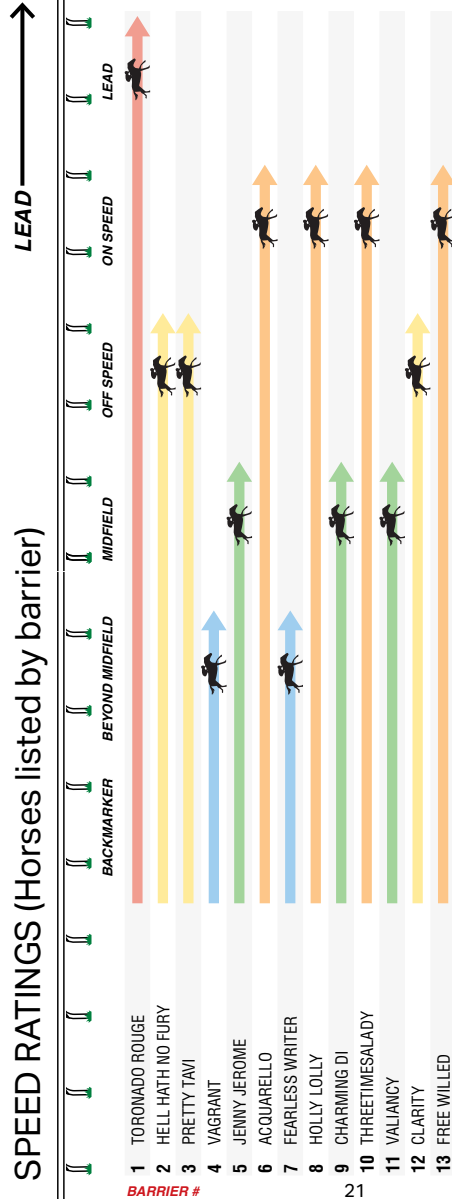 SPEED RATINGS (Horses listed by barrier)
LEAD
BACKMARKER
BEYOND MIDFIELD
MIDFIELD
OFF SPEED
ON SPEED
LEAD
1 TORONADO ROUGE
2 HELL HATH NO FURY
3 PRETTY TAVI
4 VAGRANT
5 JENNY JEROME
6 ACQUARELLO
7 FEARLESS WRITER
8 HOLLY LOLLY
9 CHARMING DI
10 THREETIMESALADY
11 VALIANCY
12 CLARITY
13 FREE WILLED
BARRIER #
21